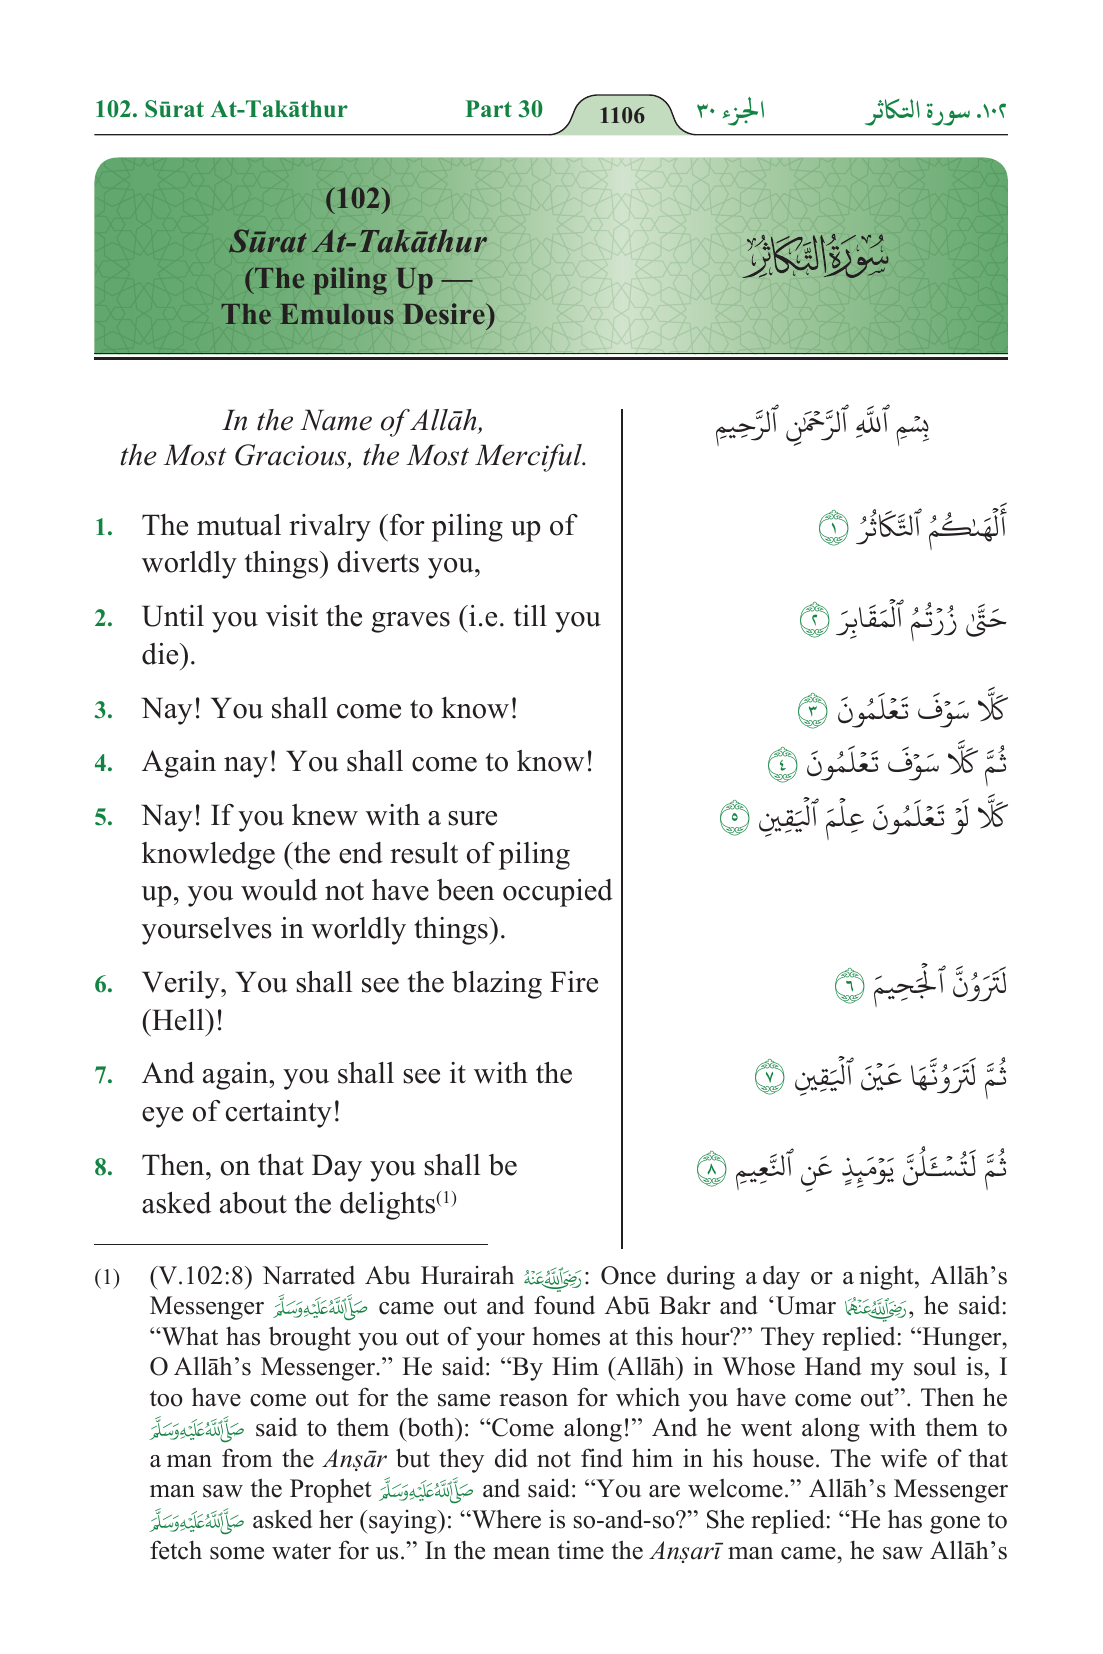 102. Sūrat At-Takāthur Part 30 1106 الجزء ٣٠ ١٠٢. سورة التكاثر
(102)
Sūrat At-Takāthur
(The piling Up —
The Emulous Desire)
سُورَةُ التَّكَاثُرِ
In the Name of Allāh,
the Most Gracious, the Most Merciful.
بِسْمِ ٱللَّهِ ٱلرَّحْمَٰنِ ٱلرَّحِيمِ
1. The mutual rivalry (for piling up of
worldly things) diverts you,
أَلْهَىٰكُمُ ٱلتَّكَاثُرُ ١
2. Until you visit the graves (i.e. till you
die).
حَتَّىٰ زُرْتُمُ ٱلْمَقَابِرَ ٢
3. Nay! You shall come to know!
كَلَّا سَوْفَ تَعْلَمُونَ ٣
4. Again nay! You shall come to know!
ثُمَّ كَلَّا سَوْفَ تَعْلَمُونَ ٤
5. Nay! If you knew with a sure
knowledge (the end result of piling
up, you would not have been occupied
yourselves in worldly things).
كَلَّا لَوْ تَعْلَمُونَ عِلْمَ ٱلْيَقِينِ ٥
6. Verily, You shall see the blazing Fire
(Hell)!
لَتَرَوُنَّ ٱلْجَحِيمَ ٦
7. And again, you shall see it with the
eye of certainty!
ثُمَّ لَتَرَوُنَّهَا عَيْنَ ٱلْيَقِينِ ٧
8. Then, on that Day you shall be
asked about the delights(1)
ثُمَّ لَتُسْـَٔلُنَّ يَوْمَئِذٍ عَنِ ٱلنَّعِيمِ ٨
(1) (V.102:8) Narrated Abu Hurairah رَضِيَ اللَّهُ عَنْهُ: Once during a day or a night, Allāh’s
Messenger صَلَّى اللَّهُ عَلَيْهِ وَسَلَّمَ came out and found Abū Bakr and ‘Umar رَضِيَ اللَّهُ عَنْهُمَا, he said:
“What has brought you out of your homes at this hour?” They replied: “Hunger,
O Allāh’s Messenger.” He said: “By Him (Allāh) in Whose Hand my soul is, I
too have come out for the same reason for which you have come out”. Then he
صَلَّى اللَّهُ عَلَيْهِ وَسَلَّمَ said to them (both): “Come along!” And he went along with them to
a man from the Anṣār but they did not find him in his house. The wife of that
man saw the Prophet صَلَّى اللَّهُ عَلَيْهِ وَسَلَّمَ and said: “You are welcome.” Allāh’s Messenger
صَلَّى اللَّهُ عَلَيْهِ وَسَلَّمَ asked her (saying): “Where is so-and-so?” She replied: “He has gone to
fetch some water for us.” In the mean time the Anṣarī man came, he saw Allāh’s